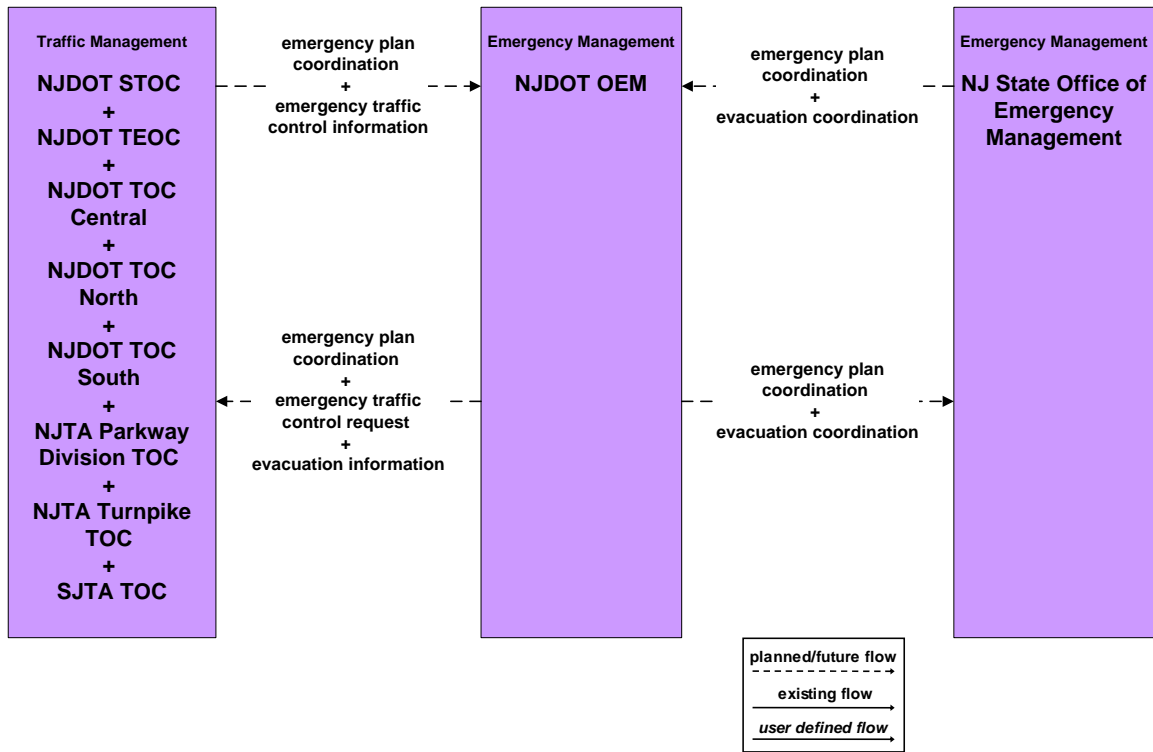 Traffic Management
NJDOT STOC
+
NJDOT TEOC
+
NJDOT TOC
Central
+
NJDOT TOC
North
+
NJDOT TOC
South
+
NJTA Parkway
Division TOC
+
NJTA Turnpike
TOC
+
SJTA TOC
emergency plan
coordination
+
emergency traffic
control information
emergency plan
coordination
+
emergency traffic
control request
+
evacuation information
Emergency Management
NJDOT OEM
emergency plan
coordination
+
evacuation coordination
emergency plan
coordination
+
evacuation coordination
Emergency Management
NJ State Office of
Emergency
Management
planned/future flow
existing flow
user defined flow